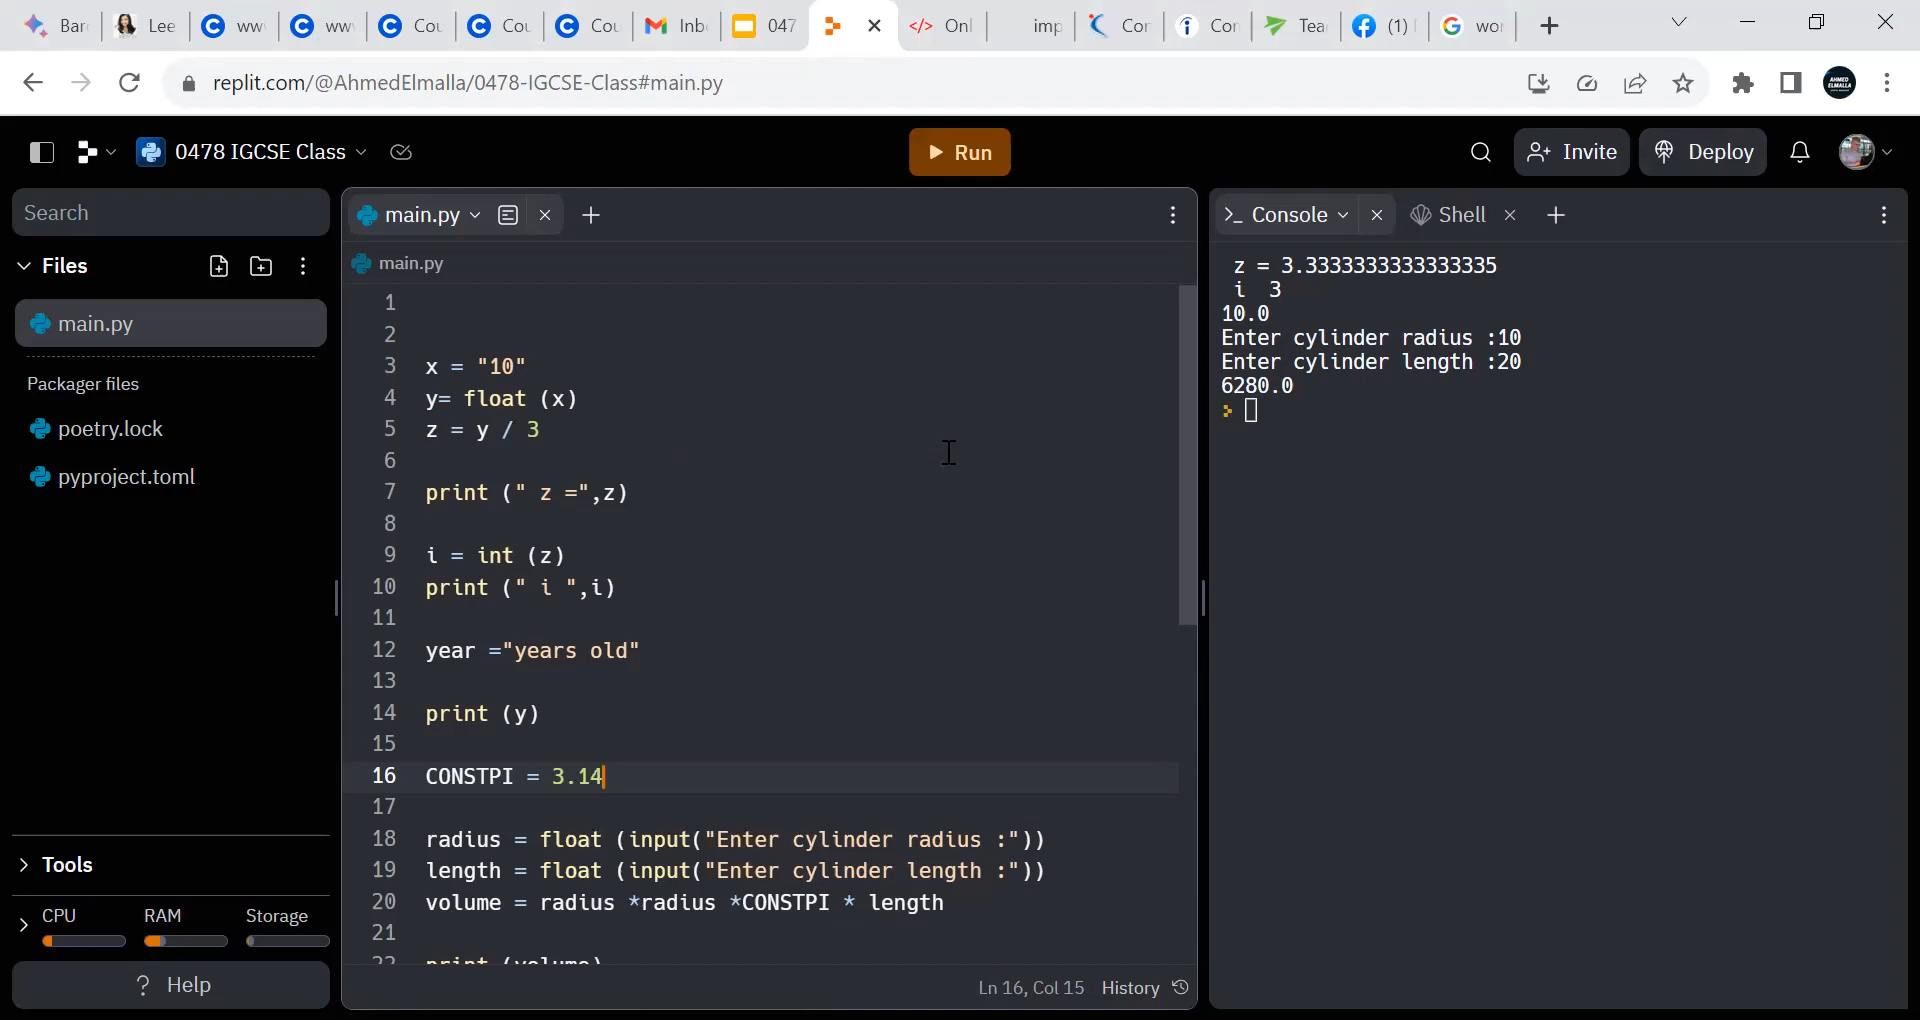 Bar Lee ww ww Cou Cou Cou Inb 047 Onl imp Cor Cor Tea (1) wor
replit.com/@AhmedElmalla/0478-IGCSE-Class#main.py
0478 IGCSE Class Run Invite Deploy
Search
Files
main.py
Packager files
poetry.lock
pyproject.toml
Tools
CPU RAM Storage
? Help
main.py
main.py
1
2
3 x = "10"
4 y= float (x)
5 z = y / 3
6
7 print (" z =",z)
8
9 i = int (z)
10 print (" i ",i)
11
12 year ="years old"
13
14 print (y)
15
16 CONSTPI = 3.14
17
18 radius = float (input("Enter cylinder radius :"))
19 length = float (input("Enter cylinder length :"))
20 volume = radius *radius *CONSTPI * length
21
22 print (volume)
Ln 16, Col 15 History
Console Shell
z = 3.3333333333333335
i 3
10.0
Enter cylinder radius :10
Enter cylinder length :20
6280.0